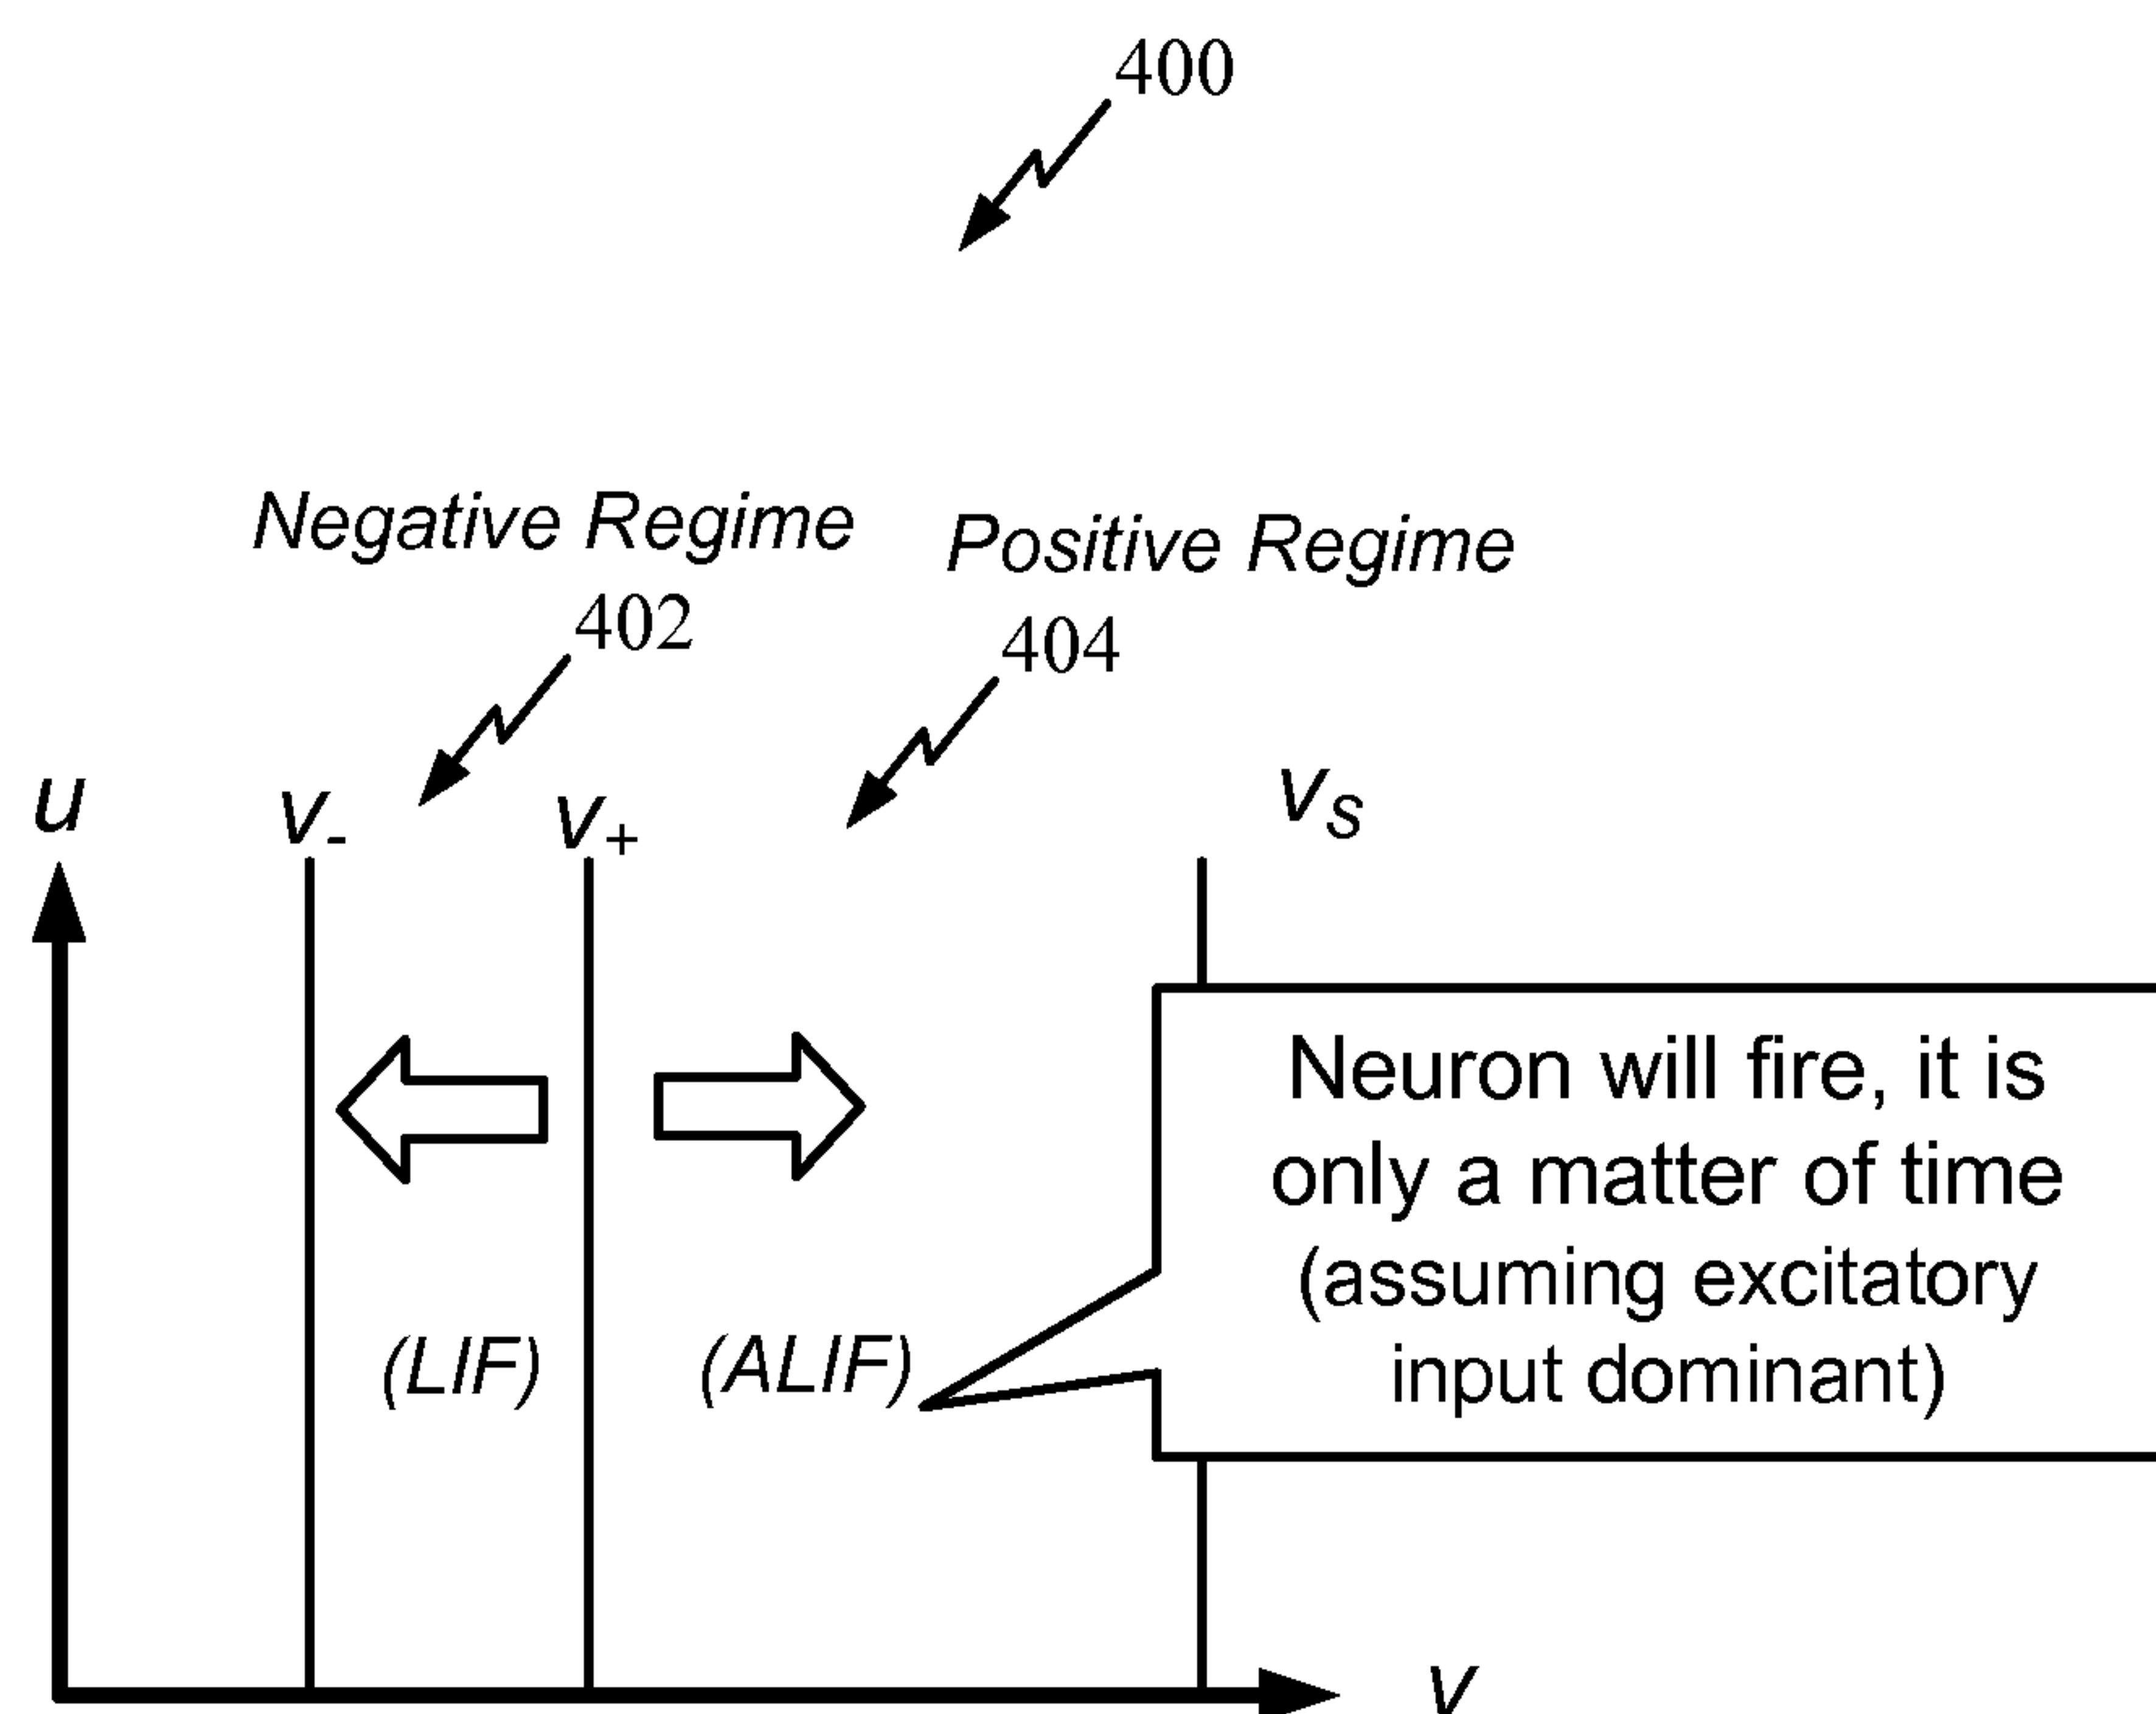 400
Negative Regime
Positive Regime
402
404
u
v-
v+
vS
Neuron will fire, it is
only a matter of time
(assuming excitatory
input dominant)
(LIF)
(ALIF)
v